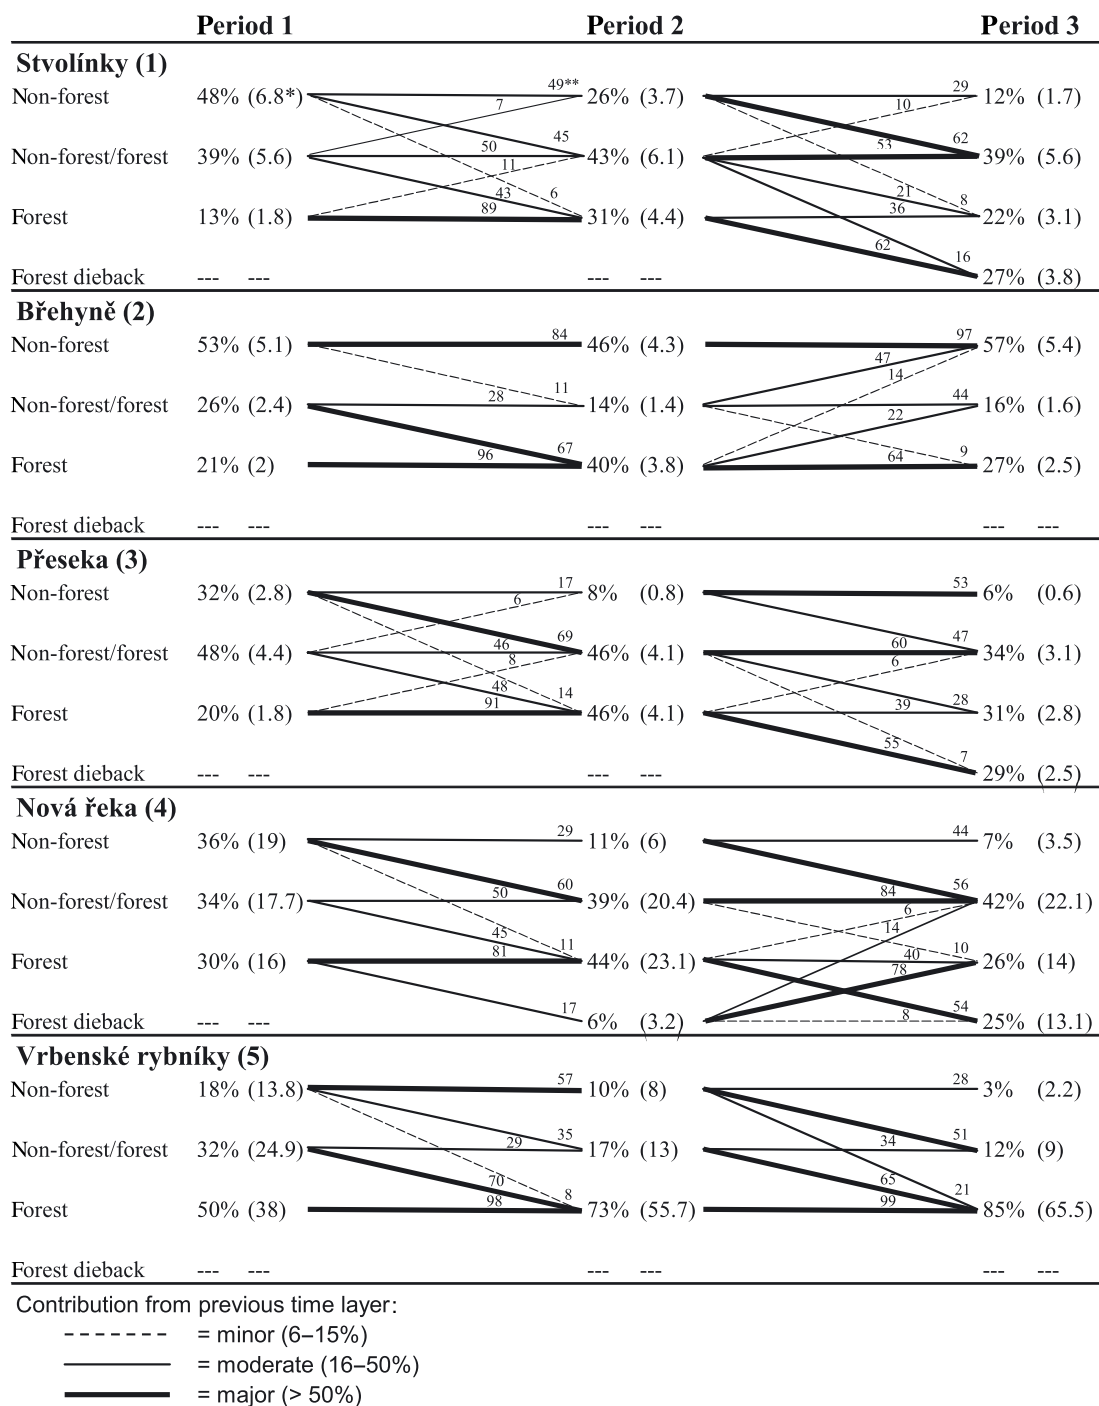 Period 1 Period 2 Period 3
Stvolínky (1)
Non-forest 48% (6.8*) 49** 26% (3.7) 29 12% (1.7)
7 10
45 62
Non-forest/forest 39% (5.6) 50 43% (6.1) 53 39% (5.6)
11
43 6 21 8
Forest 13% (1.8) 89 31% (4.4) 36 22% (3.1)
62 16
Forest dieback --- --- --- --- 27% (3.8)
Břehyně (2)
Non-forest 53% (5.1) 84 46% (4.3) 97 57% (5.4)
47
14
11 44
Non-forest/forest 26% (2.4) 28 14% (1.4) 16% (1.6)
22
67 9
96 64
Forest 21% (2) 40% (3.8) 27% (2.5)
Forest dieback --- --- --- --- --- ---
Přeseka (3)
Non-forest 32% (2.8) 17 8% (0.8) 53 6% (0.6)
6
69 47
46 60
Non-forest/forest 48% (4.4) 46% (4.1) 34% (3.1)
8 6
48 14 28
91 39
Forest 20% (1.8) 46% (4.1) 31% (2.8)
55 7
Forest dieback --- --- --- --- 29% (2.5)
Nová řeka (4)
Non-forest 36% (19) 29 11% (6) 44 7% (3.5)
60 56
50 84
Non-forest/forest 34% (17.7) 39% (20.4) 42% (22.1)
6
45 14
81 11 40 10
Forest 30% (16) 44% (23.1) 26% (14)
78
17 54
8
Forest dieback --- --- 6% (3.2) 25% (13.1)
Vrbenské rybníky (5)
Non-forest 18% (13.8) 57 10% (8) 28 3% (2.2)
35 51
29 34
Non-forest/forest 32% (24.9) 17% (13) 12% (9)
70 65
98 8 99 21
Forest 50% (38) 73% (55.7) 85% (65.5)
Forest dieback --- --- --- --- --- ---
Contribution from previous time layer:
= minor (6–15%)
= moderate (16–50%)
= major (> 50%)